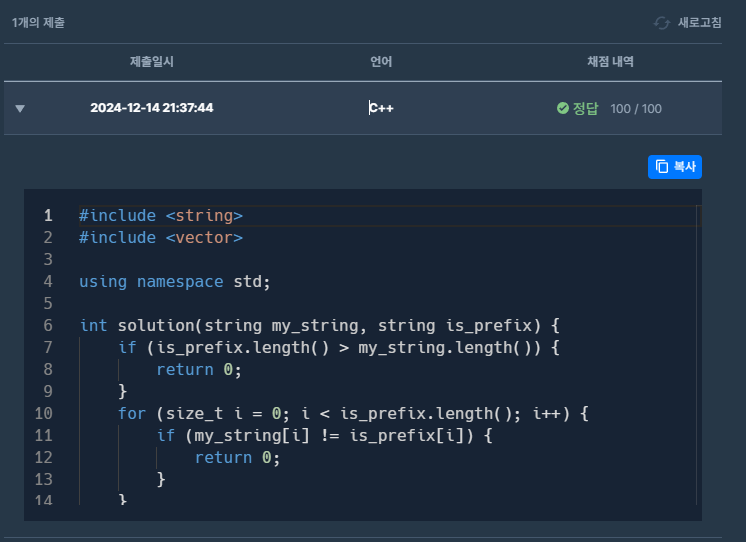 1개의 제출 새로고침
제출일시 언어 채점 내역
▼ 2024-12-14 21:37:44 C++ 정답 100 / 100
복사
1 #include <string>
2 #include <vector>
3
4 using namespace std;
5
6 int solution(string my_string, string is_prefix) {
7     if (is_prefix.length() > my_string.length()) {
8         return 0;
9     }
10     for (size_t i = 0; i < is_prefix.length(); i++) {
11         if (my_string[i] != is_prefix[i]) {
12             return 0;
13         }
14     }